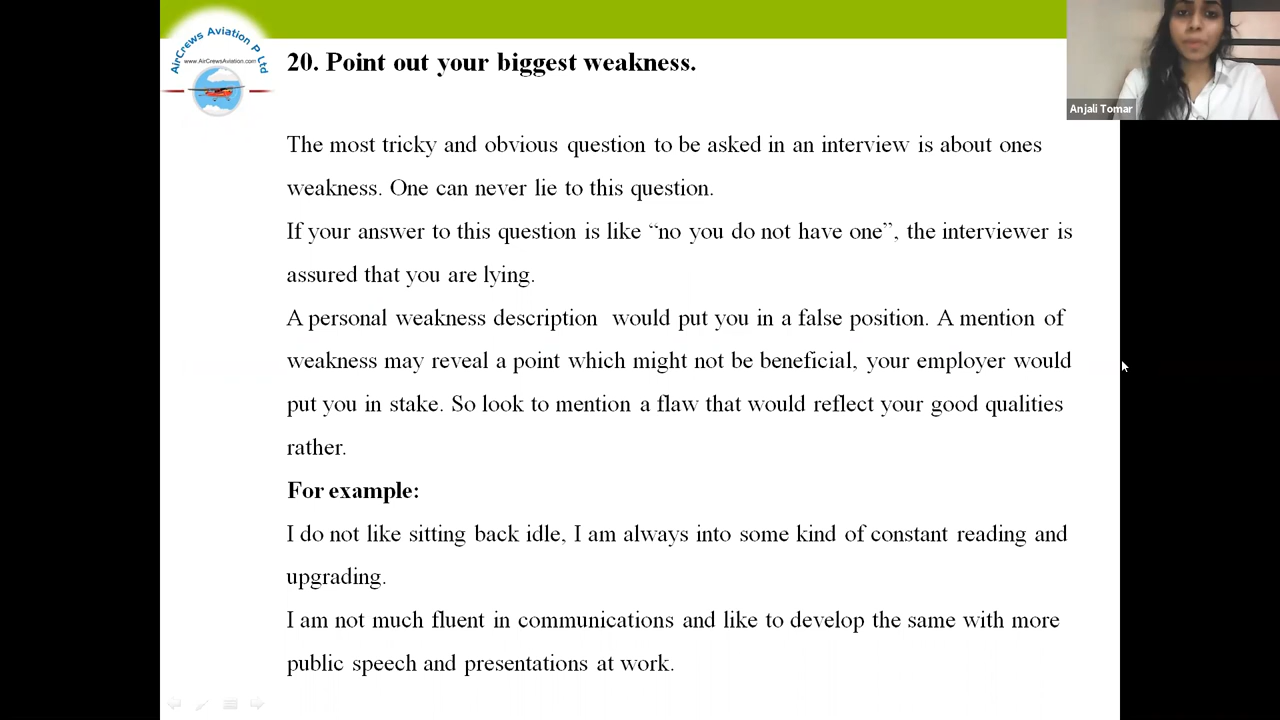 AirCrews Aviation P Ltd
www.AirCrewsAviation.com
20. Point out your biggest weakness.
Anjali Tomar
The most tricky and obvious question to be asked in an interview is about ones
weakness. One can never lie to this question.
If your answer to this question is like “no you do not have one”, the interviewer is
assured that you are lying.
A personal weakness description  would put you in a false position. A mention of
weakness may reveal a point which might not be beneficial, your employer would
put you in stake. So look to mention a flaw that would reflect your good qualities
rather.
For example:
I do not like sitting back idle, I am always into some kind of constant reading and
upgrading.
I am not much fluent in communications and like to develop the same with more
public speech and presentations at work.